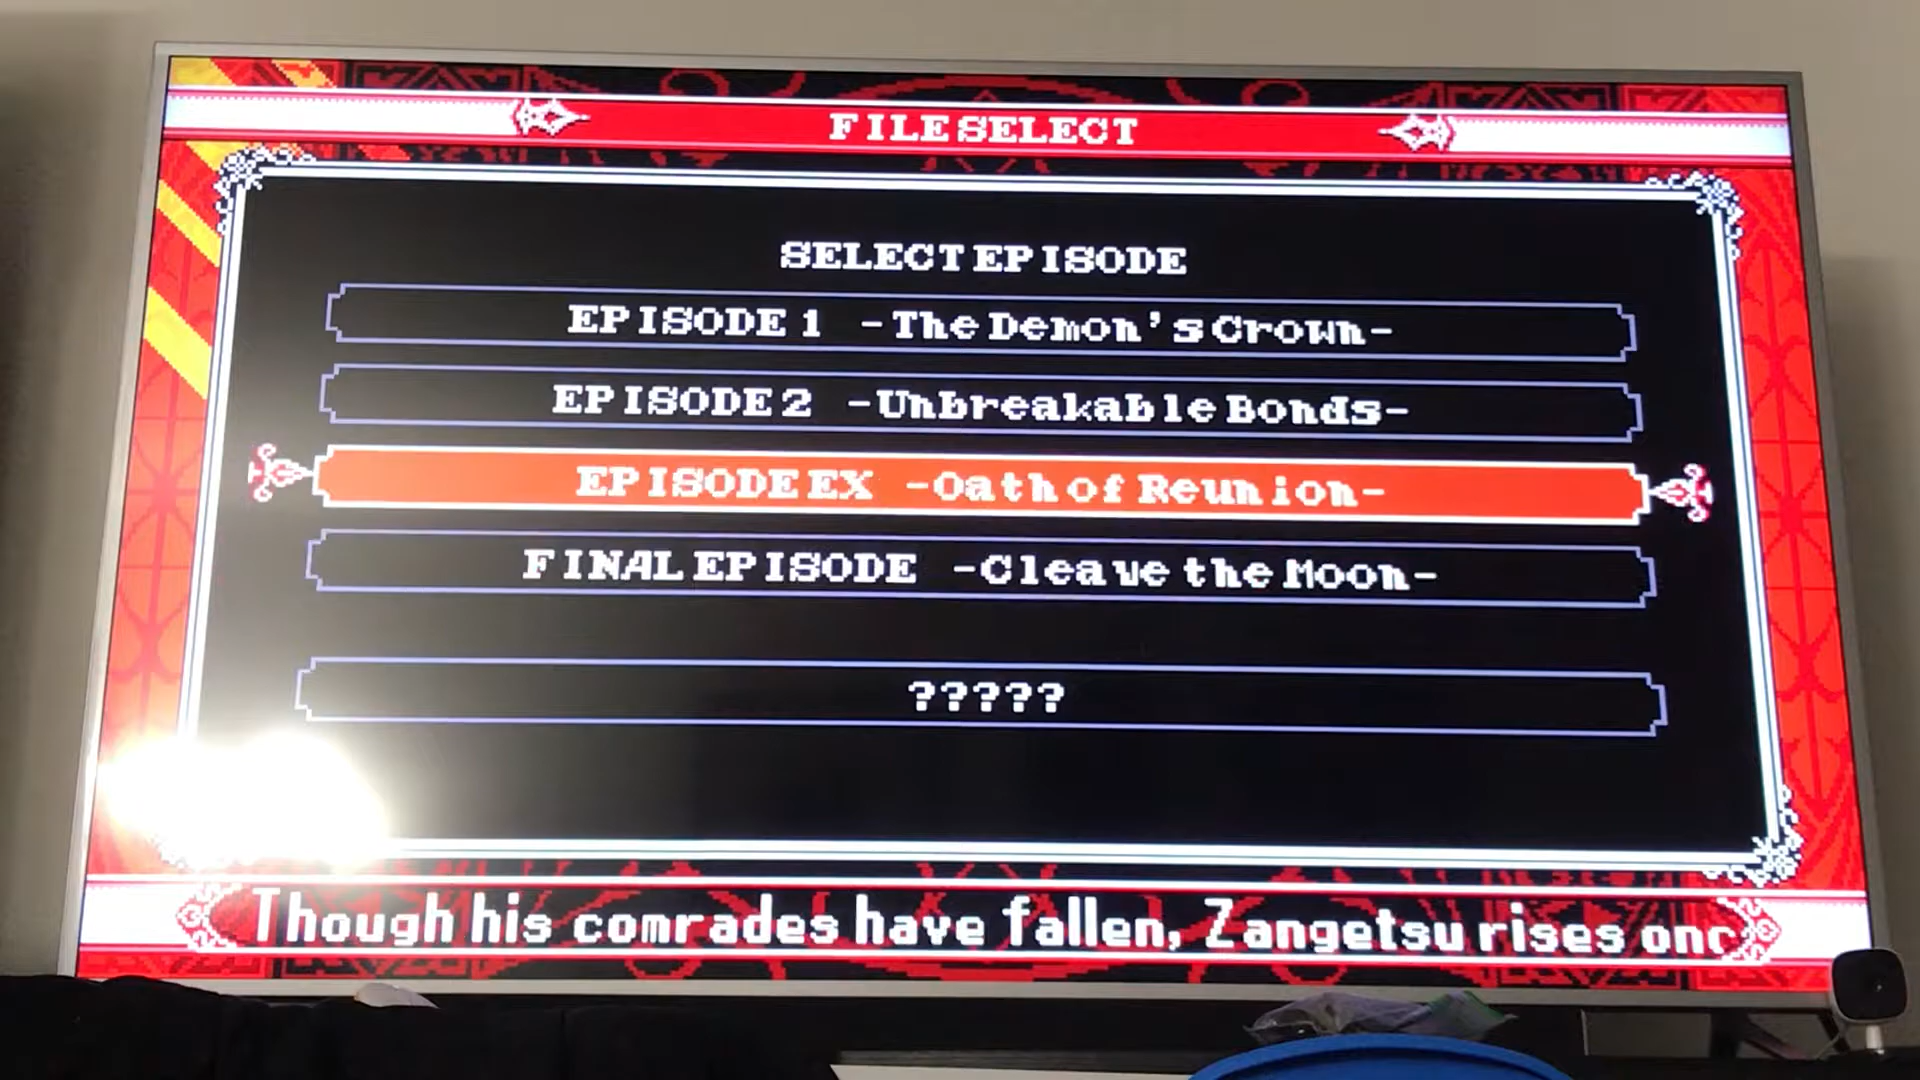 FILE SELECT
SELECT EPISODE
EPISODE 1 -The Demon's Crown-
EPISODE 2 -Unbreakable Bonds-
EPISODE EX -Oath of Reunion-
FINAL EPISODE -Cleave the Moon-
?????
Though his comrades have fallen, Zangetsu rises onc